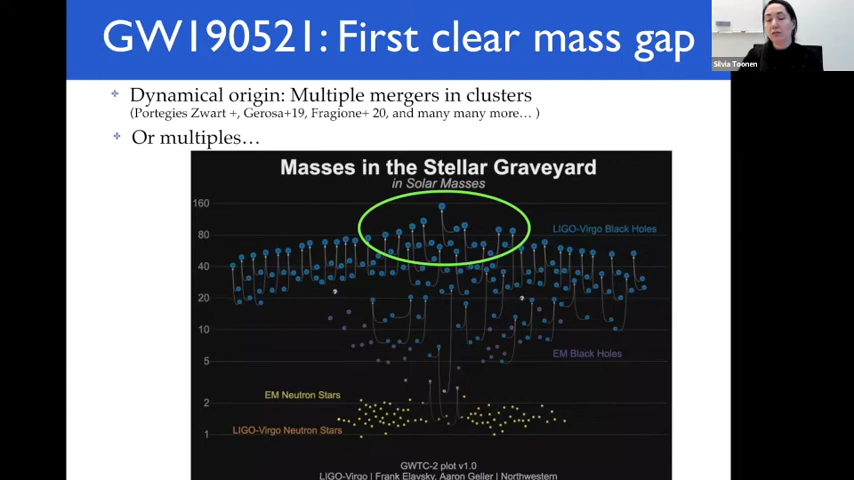 GW190521: First clear mass gap
Silvia Toonen
Dynamical origin: Multiple mergers in clusters
(Portegies Zwart +, Gerosa+19, Fragione+ 20, and many many more… )
Or multiples…
Masses in the Stellar Graveyard
in Solar Masses
160
LIGO-Virgo Black Holes
80
40
20
10
EM Black Holes
5
EM Neutron Stars
2
LIGO-Virgo Neutron Stars
1
GWTC-2 plot v1.0
LIGO-Virgo | Frank Elavsky, Aaron Geller | Northwestern